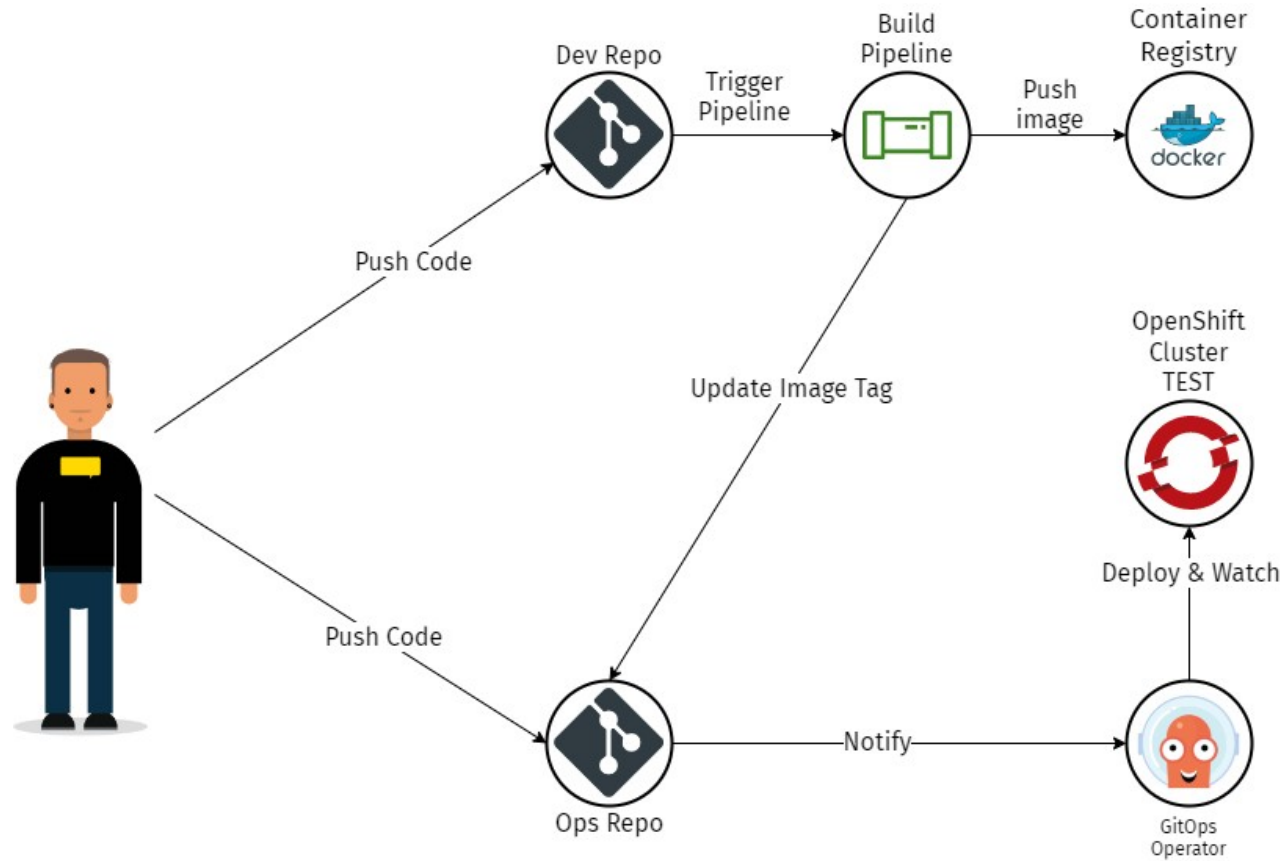 Dev Repo
Trigger
Pipeline
Build
Pipeline
Push
image
Container
Registry
docker
Push Code
Update Image Tag
OpenShift
Cluster
TEST
Deploy & Watch
Push Code
Notify
Ops Repo
GitOps
Operator